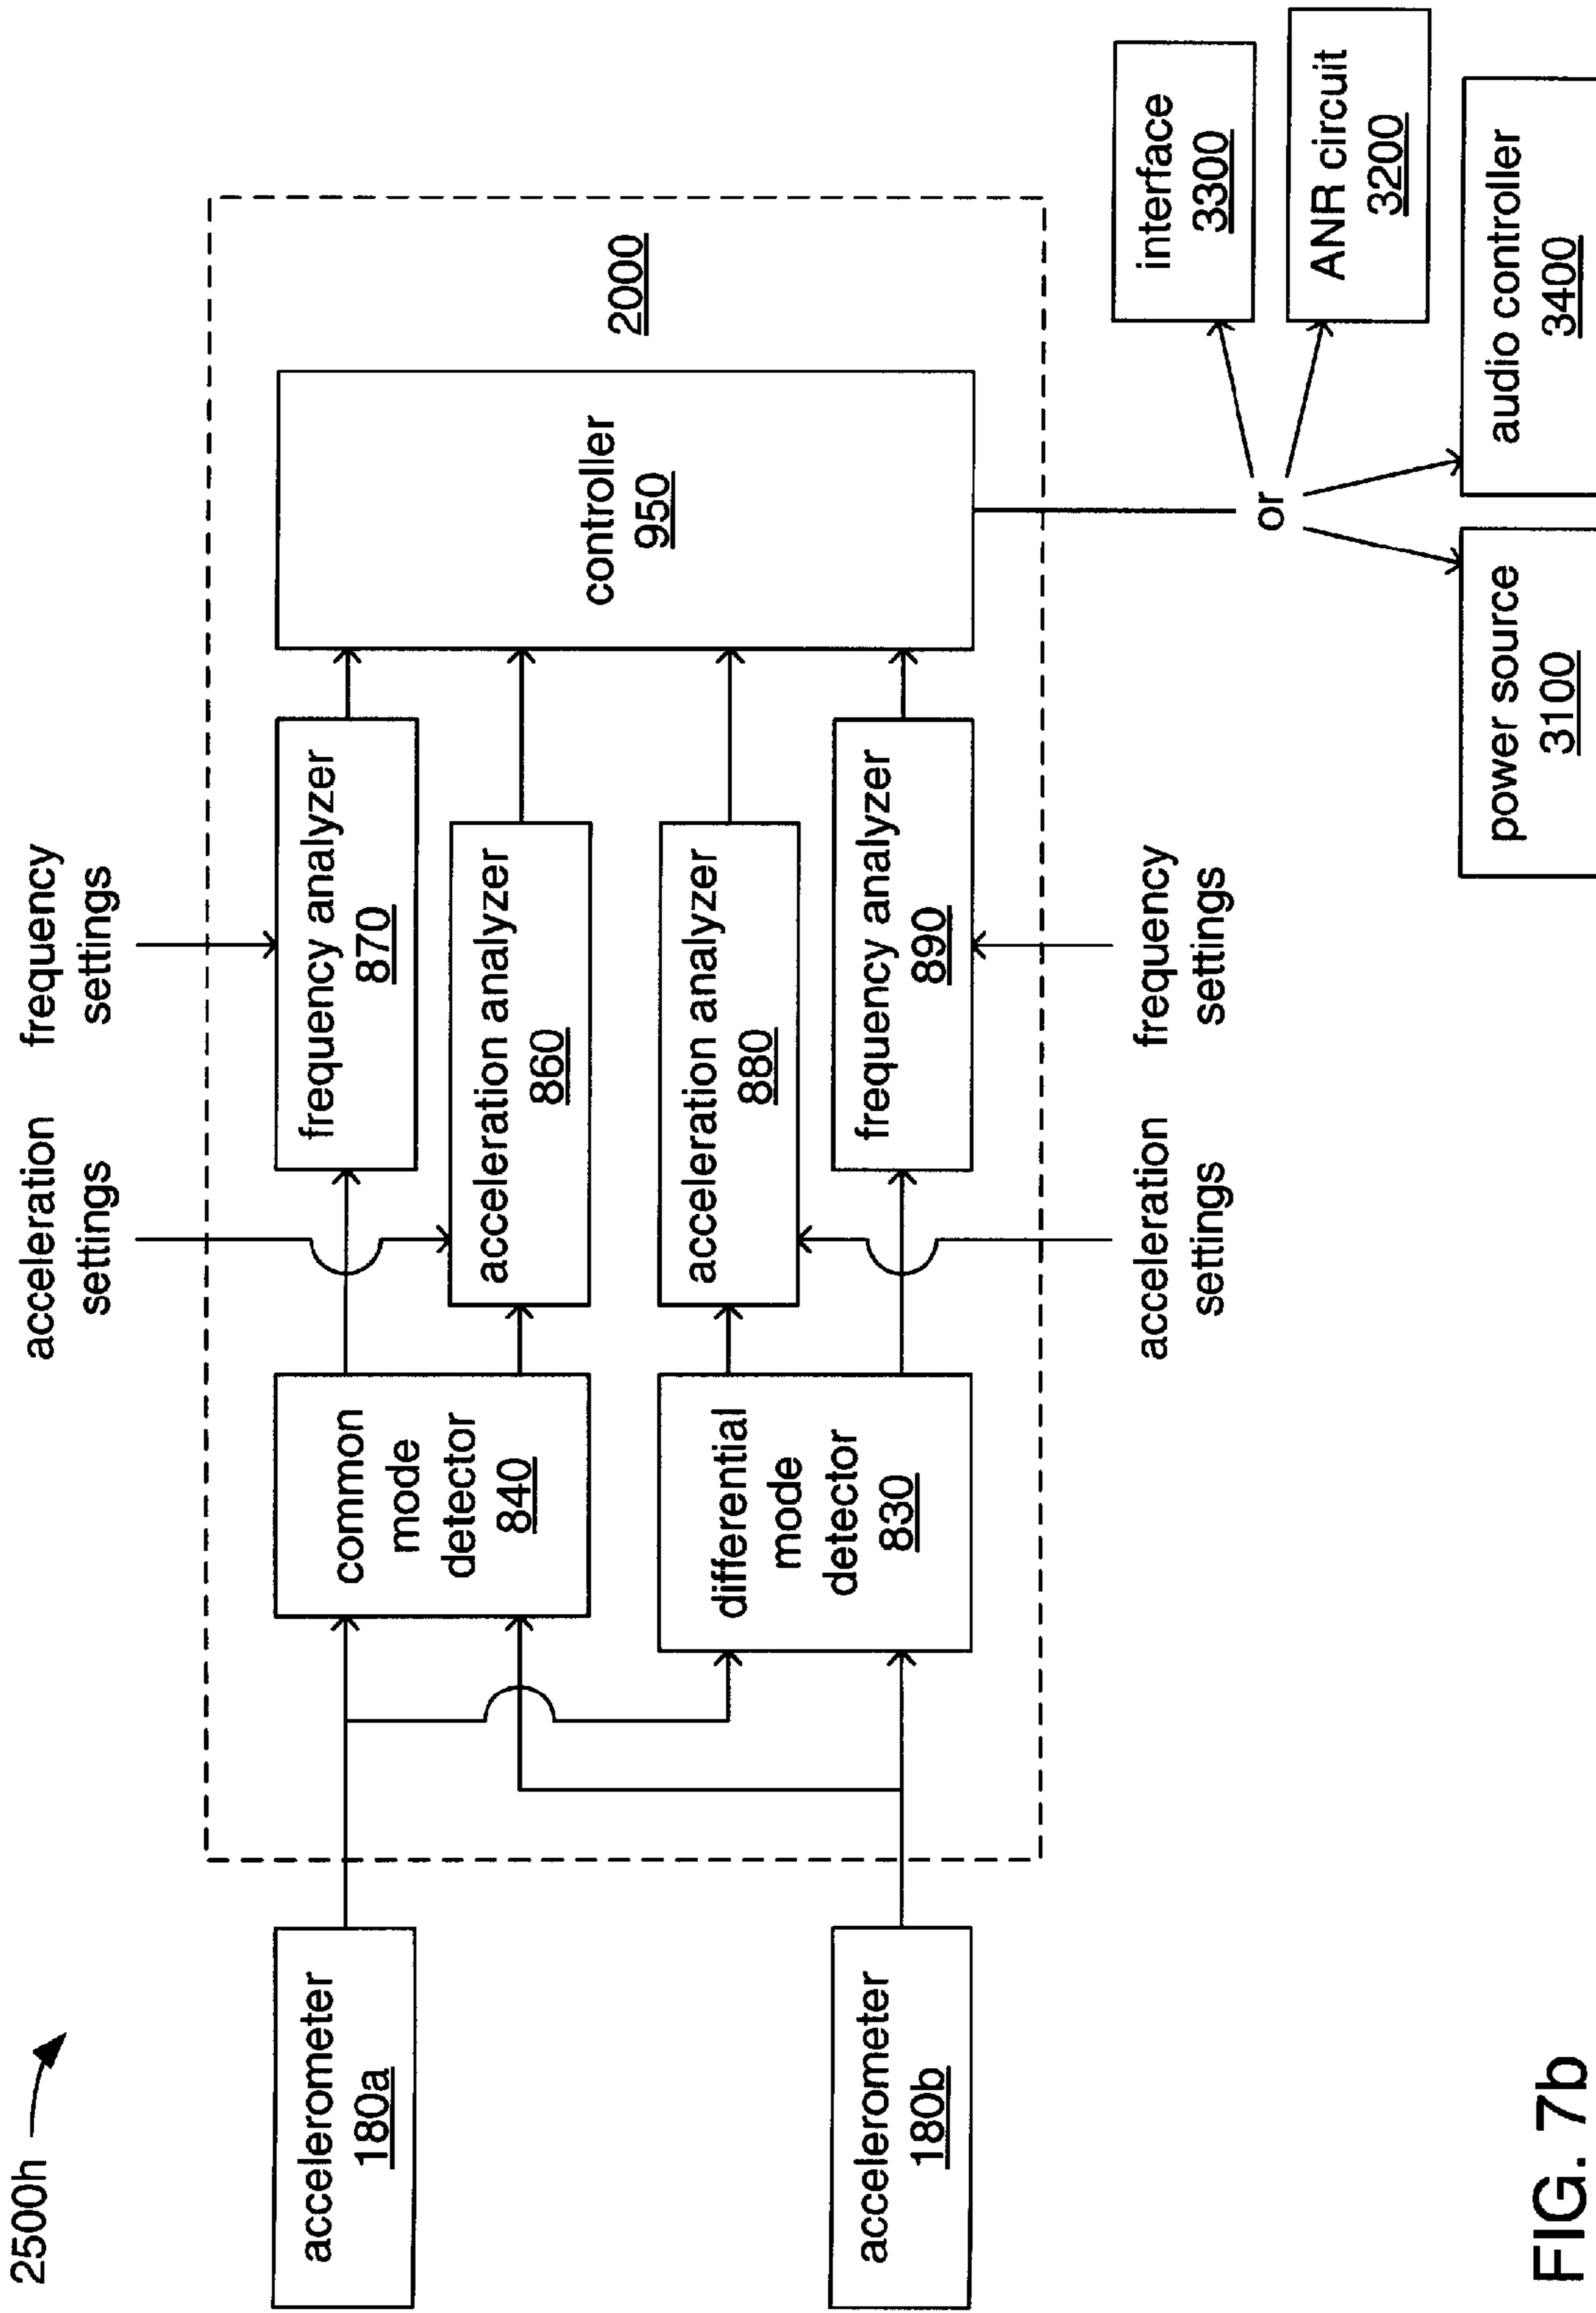 2500h
acceleration
settings
frequency
settings
accelerometer
180a
common
mode
detector
840
frequency analyzer
870
acceleration analyzer
860
controller
950
2000
accelerometer
180b
differential
mode
detector
830
acceleration analyzer
880
frequency analyzer
890
acceleration
settings
frequency
settings
or
interface
3300
ANR circuit
3200
power source
3100
audio controller
3400
FIG. 7b